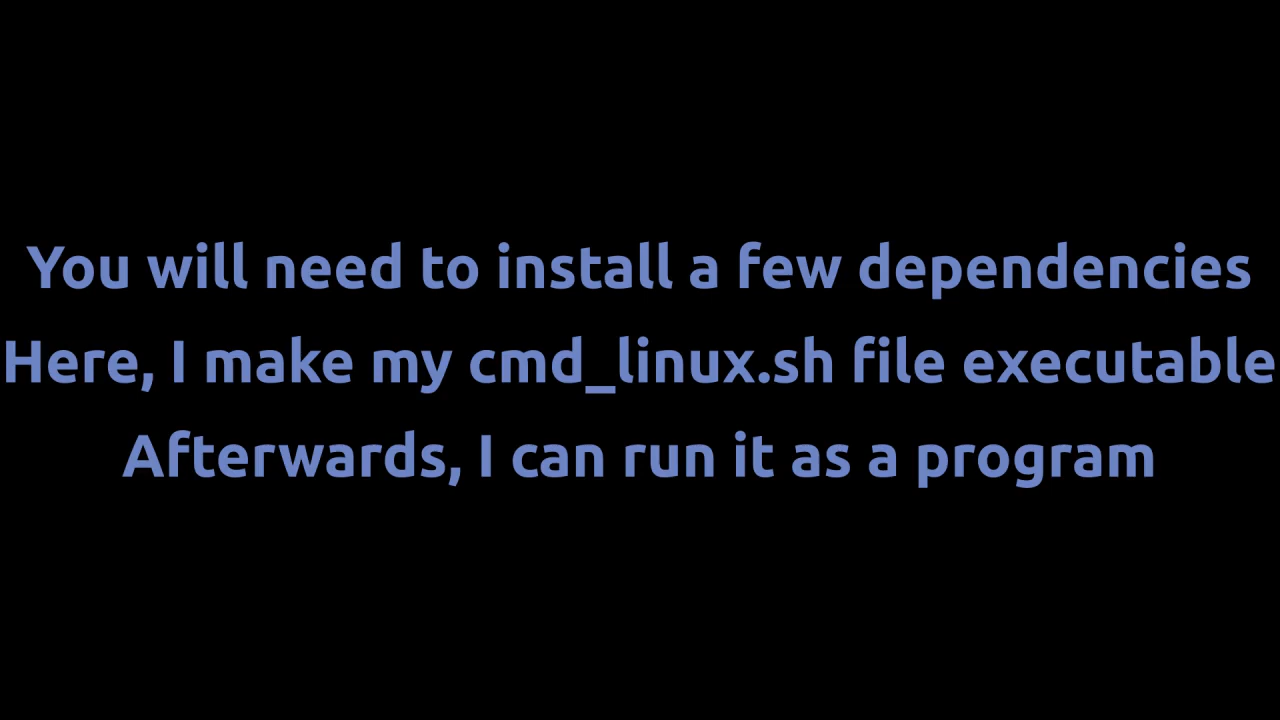 You will need to install a few dependencies
Here, I make my cmd_linux.sh file executable
Afterwards, I can run it as a program